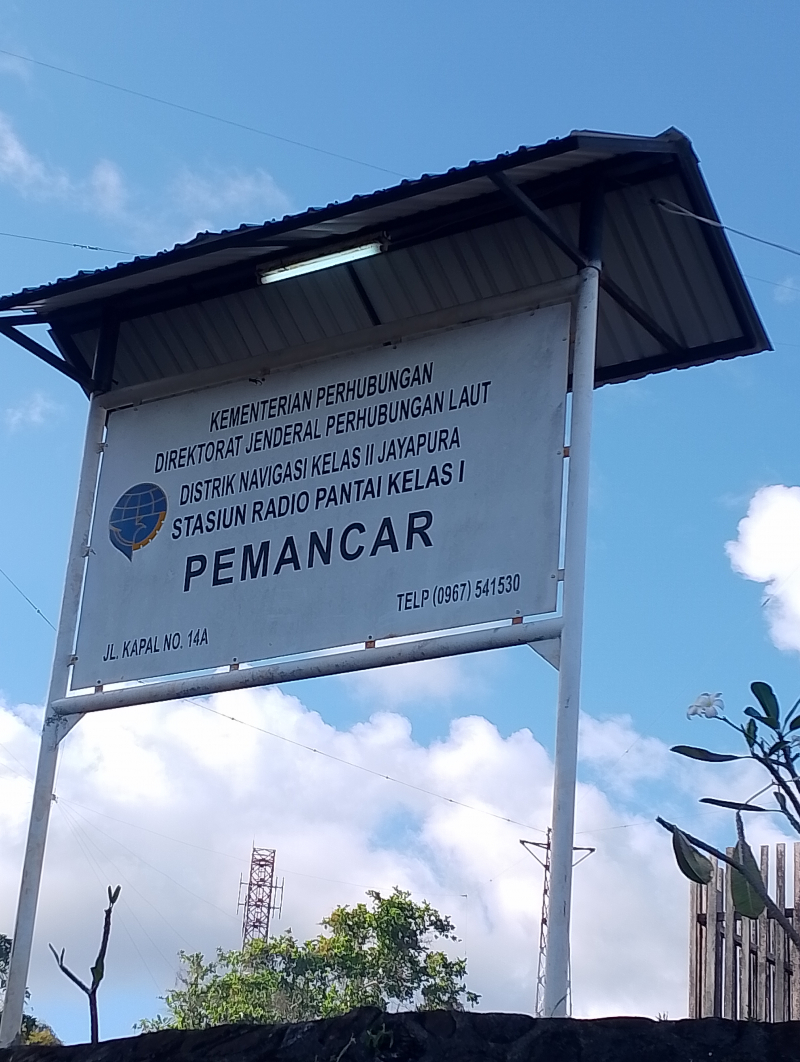 KEMENTERIAN PERHUBUNGAN
DIREKTORAT JENDERAL PERHUBUNGAN LAUT
DISTRIK NAVIGASI KELAS II JAYAPURA
STASIUN RADIO PANTAI KELAS I
PEMANCAR
TELP (0967) 541530
JL. KAPAL NO. 14A